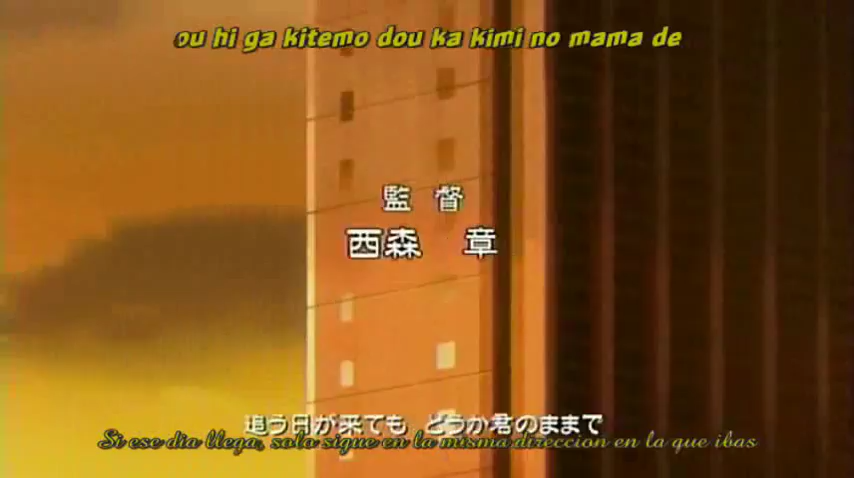 ou hi ga kitemo dou ka kimi no mama de
監督
西森 章
追う日が来ても どうか君のままで
Si ese dia llega, solo sigue en la misma direccion en la que ibas